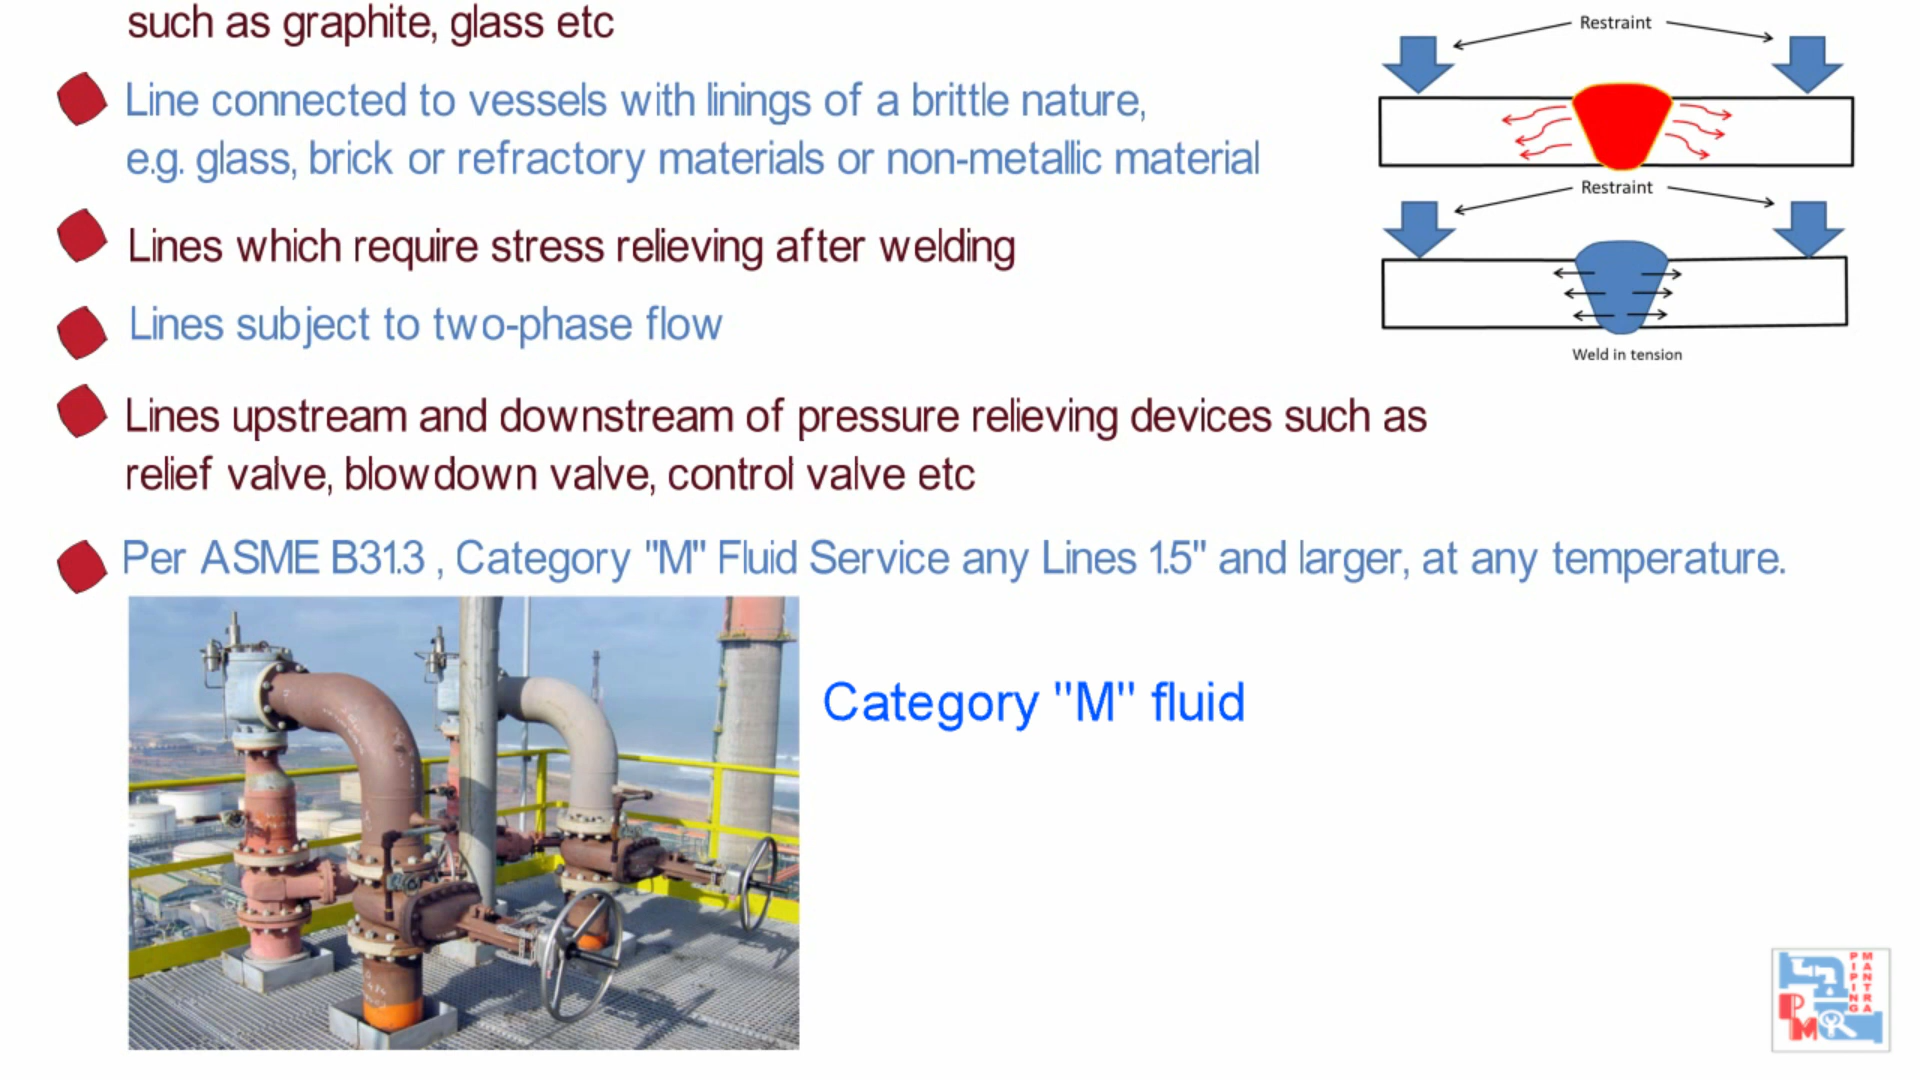 such as graphite, glass etc
Line connected to vessels with linings of a brittle nature,
e.g. glass, brick or refractory materials or non-metallic material
Lines which require stress relieving after welding
Lines subject to two-phase flow
Lines upstream and downstream of pressure relieving devices such as
relief valve, blowdown valve, control valve etc
Per ASME B31.3 , Category "M" Fluid Service any Lines 1.5" and larger, at any temperature.
Category "M" fluid
Restraint
Restraint
Weld in tension
PIPING
MANTRA
PM